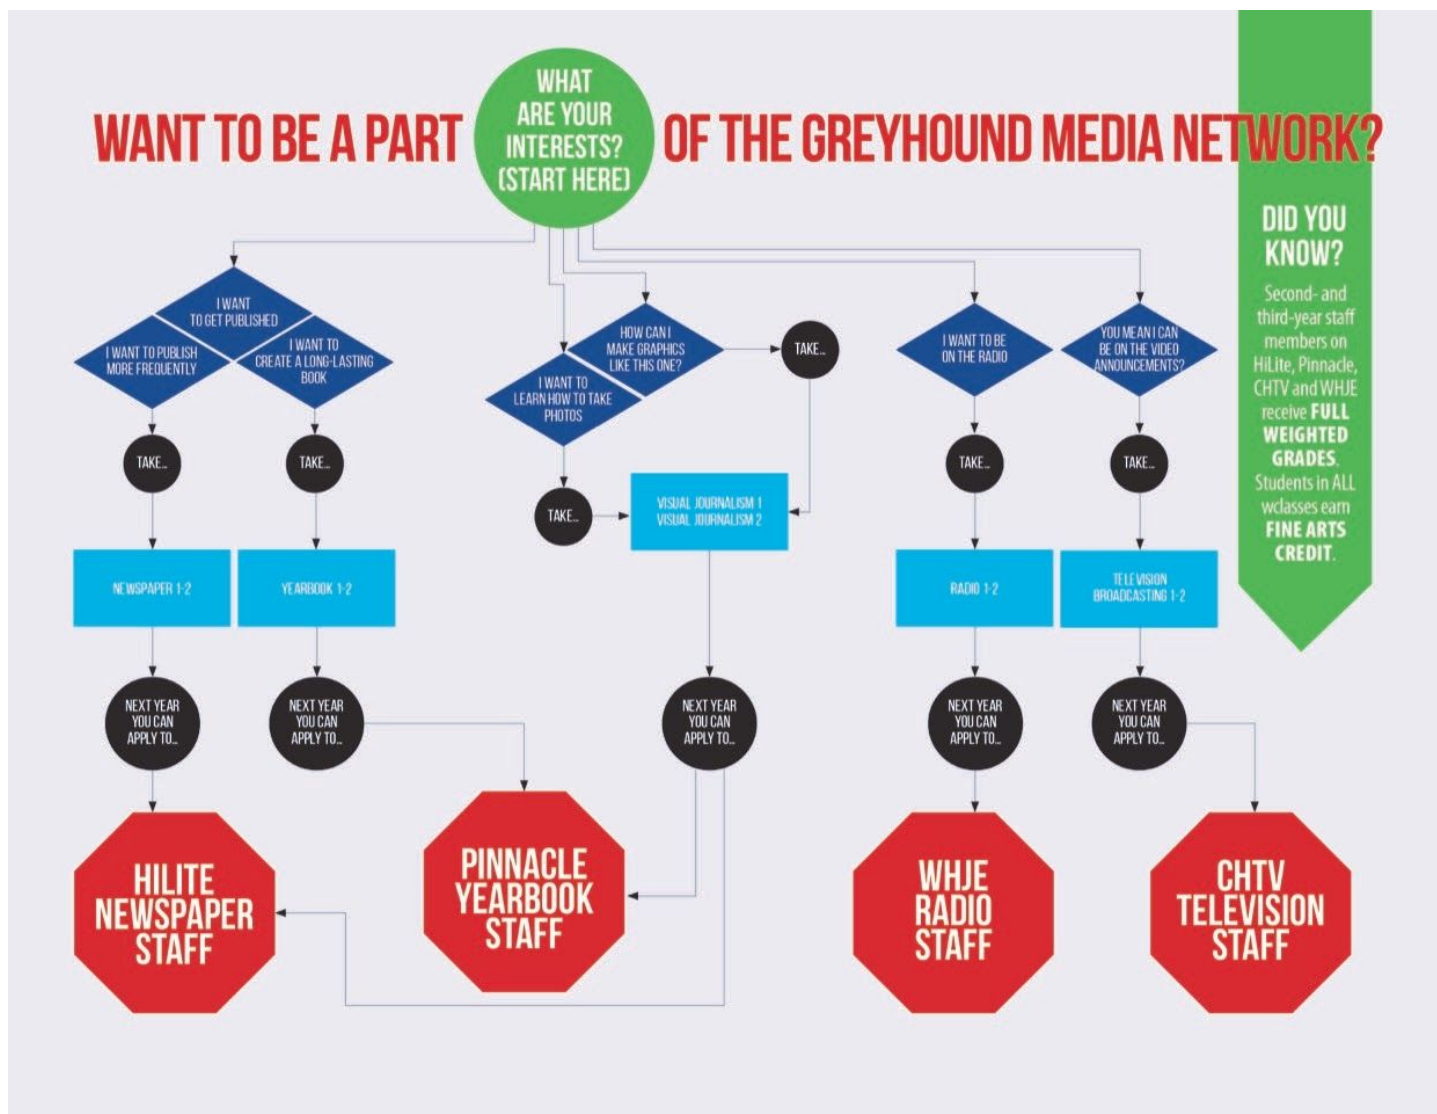 WANT TO BE A PART
WHAT
ARE YOUR
INTERESTS?
(START HERE)
OF THE GREYHOUND MEDIA NETWORK?
DID YOU
KNOW?
Second- and
third-year staff
members on
HiLite, Pinnacle,
CHTV and WHJE
receive FULL
WEIGHTED
GRADES.
Students in ALL
wclasses earn
FINE ARTS
CREDIT.
I WANT
TO GET PUBLISHED
I WANT TO PUBLISH
MORE FREQUENTLY
I WANT TO
CREATE A LONG-LASTING
BOOK
HOW CAN I
MAKE GRAPHICS
LIKE THIS ONE?
I WANT TO
LEARN HOW TO TAKE
PHOTOS
TAKE...
I WANT TO BE
ON THE RADIO
YOU MEAN I CAN
BE ON THE VIDEO
ANNOUNCEMENTS?
TAKE...
TAKE...
TAKE...
TAKE...
TAKE...
VISUAL JOURNALISM 1
VISUAL JOURNALISM 2
NEWSPAPER 1-2
YEARBOOK 1-2
RADIO 1-2
TELEVISION
BROADCASTING 1-2
NEXT YEAR
YOU CAN
APPLY TO...
NEXT YEAR
YOU CAN
APPLY TO...
NEXT YEAR
YOU CAN
APPLY TO...
NEXT YEAR
YOU CAN
APPLY TO...
NEXT YEAR
YOU CAN
APPLY TO...
HILITE
NEWSPAPER
STAFF
PINNACLE
YEARBOOK
STAFF
WHJE
RADIO
STAFF
CHTV
TELEVISION
STAFF